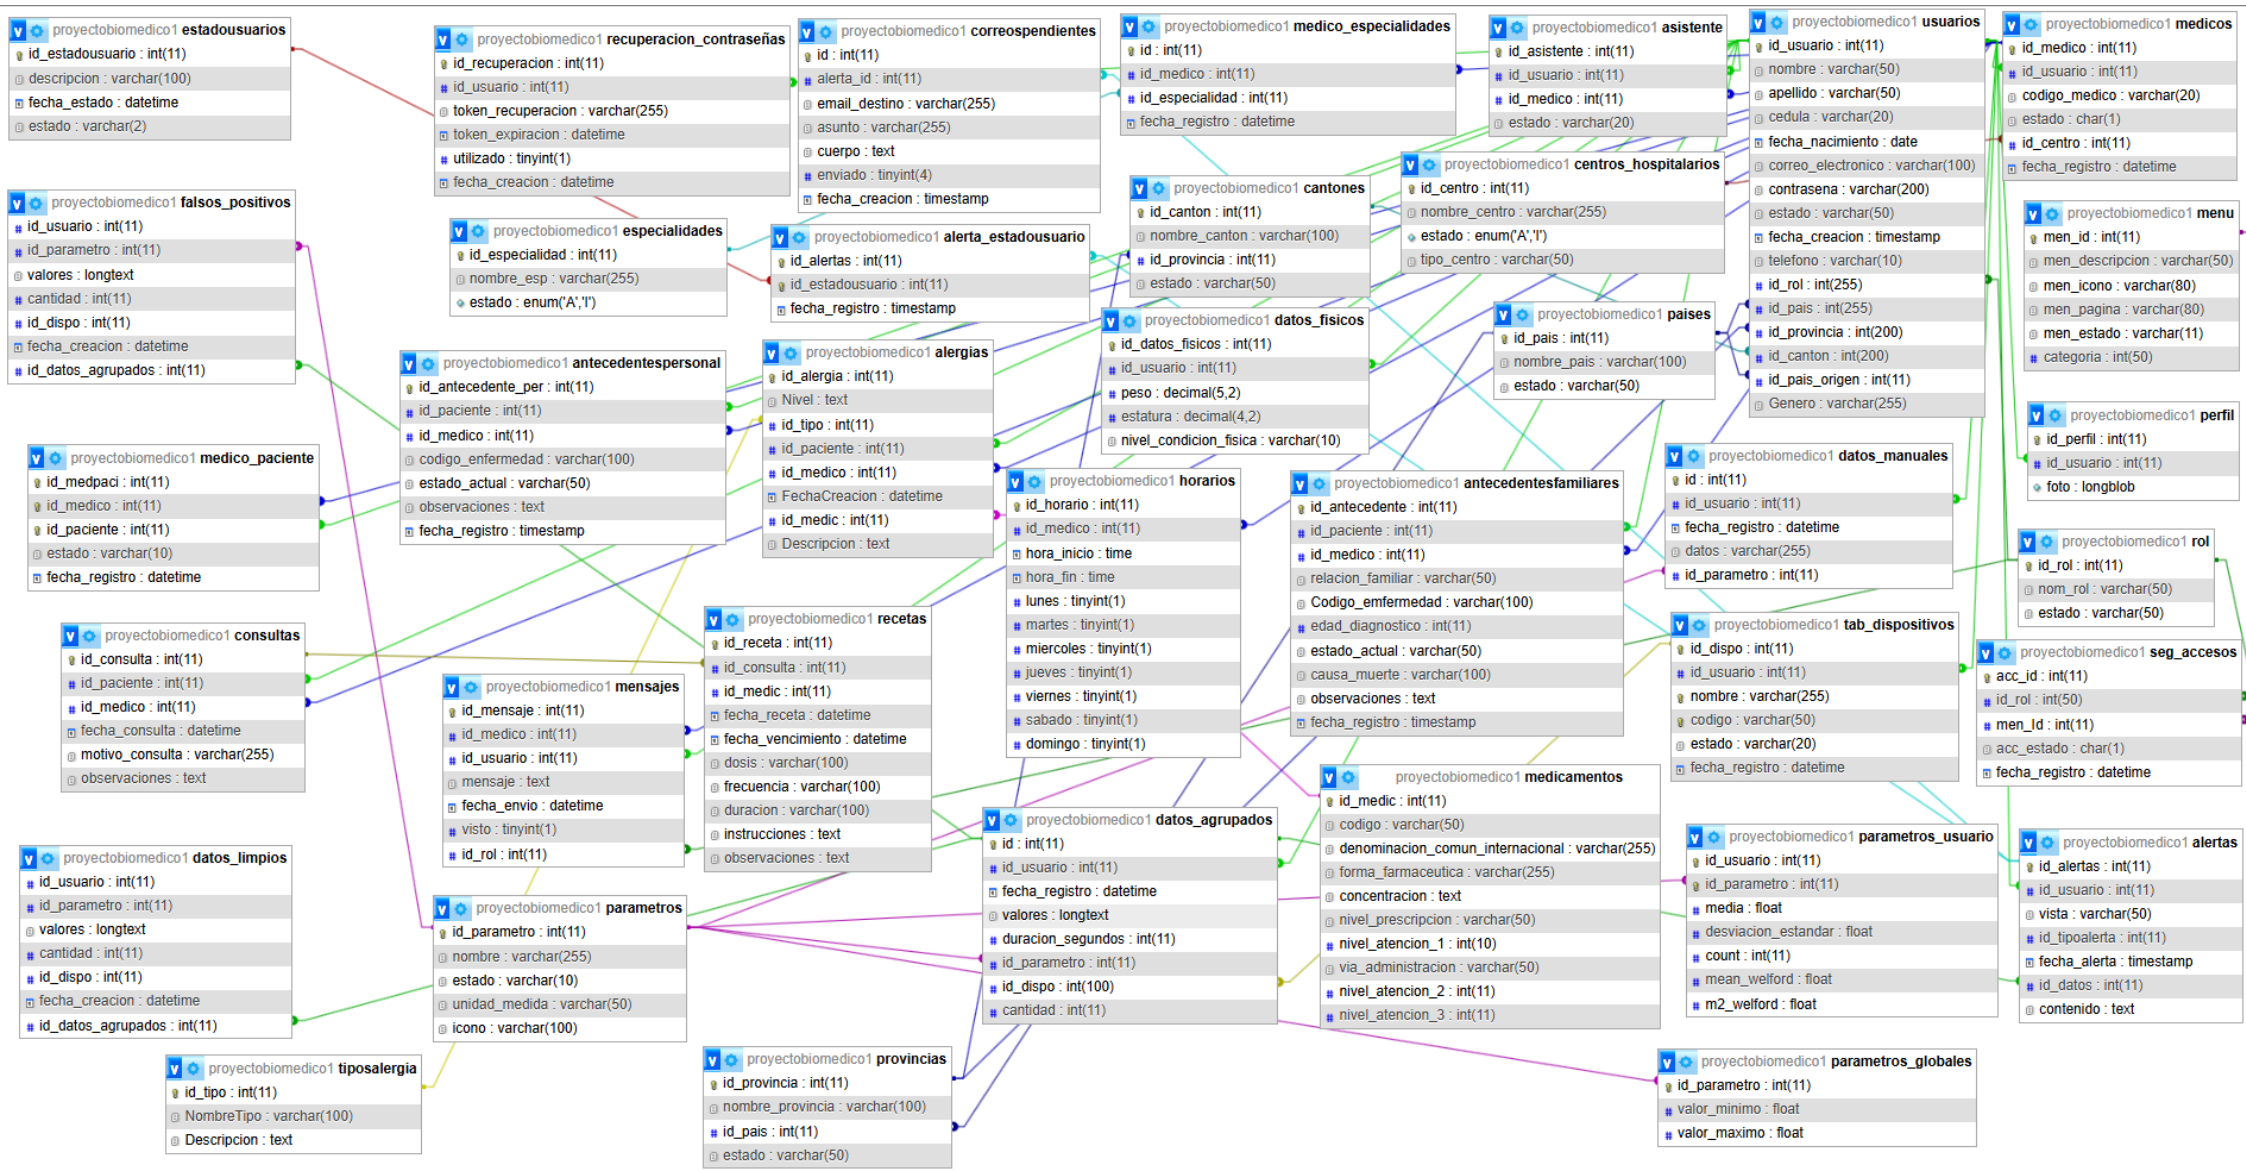 proyectobiomedico1 estadousuarios
id_estadousuario : int(11)
descripcion : varchar(100)
fecha_estado : datetime
estado : varchar(2)
proyectobiomedico1 recuperacion_contraseñas
id_recuperacion : int(11)
id_usuario : int(11)
token_recuperacion : varchar(255)
token_expiracion : datetime
utilizado : tinyint(1)
fecha_creacion : datetime
proyectobiomedico1 correospendientes
id : int(11)
alerta_id : int(11)
email_destino : varchar(255)
asunto : varchar(255)
cuerpo : text
enviado : tinyint(4)
fecha_creacion : timestamp
proyectobiomedico1 medico_especialidades
id : int(11)
id_medico : int(11)
id_especialidad : int(11)
fecha_registro : datetime
proyectobiomedico1 asistente
id_asistente : int(11)
id_usuario : int(11)
id_medico : int(11)
estado : varchar(20)
proyectobiomedico1 usuarios
id_usuario : int(11)
nombre : varchar(50)
apellido : varchar(50)
cedula : varchar(20)
fecha_nacimiento : date
correo_electronico : varchar(100)
contrasena : varchar(200)
estado : varchar(50)
fecha_creacion : timestamp
telefono : varchar(10)
id_rol : int(255)
id_pais : int(255)
id_provincia : int(200)
id_canton : int(200)
id_pais_origen : int(11)
Genero : varchar(255)
proyectobiomedico1 medicos
id_medico : int(11)
id_usuario : int(11)
codigo_medico : varchar(20)
estado : char(1)
id_centro : int(11)
fecha_registro : datetime
proyectobiomedico1 falsos_positivos
id_usuario : int(11)
id_parametro : int(11)
valores : longtext
cantidad : int(11)
id_dispo : int(11)
fecha_creacion : datetime
id_datos_agrupados : int(11)
proyectobiomedico1 especialidades
id_especialidad : int(11)
nombre_esp : varchar(255)
estado : enum('A','I')
proyectobiomedico1 alerta_estadousuario
id_alertas : int(11)
id_estadousuario : int(11)
fecha_registro : timestamp
proyectobiomedico1 cantones
id_canton : int(11)
nombre_canton : varchar(100)
id_provincia : int(11)
estado : varchar(50)
proyectobiomedico1 centros_hospitalarios
id_centro : int(11)
nombre_centro : varchar(255)
estado : enum('A','I')
tipo_centro : varchar(50)
proyectobiomedico1 menu
men_id : int(11)
men_descripcion : varchar(50)
men_icono : varchar(80)
men_pagina : varchar(80)
men_estado : varchar(11)
categoria : int(50)
proyectobiomedico1 antecedentespersonal
id_antecedente_per : int(11)
id_paciente : int(11)
id_medico : int(11)
codigo_enfermedad : varchar(100)
estado_actual : varchar(50)
observaciones : text
fecha_registro : timestamp
proyectobiomedico1 alergias
id_alergia : int(11)
Nivel : text
id_tipo : int(11)
id_paciente : int(11)
id_medico : int(11)
FechaCreacion : datetime
id_medic : int(11)
Descripcion : text
proyectobiomedico1 datos_fisicos
id_datos_fisicos : int(11)
id_usuario : int(11)
peso : decimal(5,2)
estatura : decimal(4,2)
nivel_condicion_fisica : varchar(10)
proyectobiomedico1 paises
id_pais : int(11)
nombre_pais : varchar(100)
estado : varchar(50)
proyectobiomedico1 perfil
id_perfil : int(11)
id_usuario : int(11)
foto : longblob
proyectobiomedico1 medico_paciente
id_medpaci : int(11)
id_medico : int(11)
id_paciente : int(11)
estado : varchar(10)
fecha_registro : datetime
proyectobiomedico1 horarios
id_horario : int(11)
id_medico : int(11)
hora_inicio : time
hora_fin : time
lunes : tinyint(1)
martes : tinyint(1)
miercoles : tinyint(1)
jueves : tinyint(1)
viernes : tinyint(1)
sabado : tinyint(1)
domingo : tinyint(1)
proyectobiomedico1 antecedentesfamiliares
id_antecedente : int(11)
id_paciente : int(11)
id_medico : int(11)
relacion_familiar : varchar(50)
Codigo_emfermedad : varchar(100)
edad_diagnostico : int(11)
estado_actual : varchar(50)
causa_muerte : varchar(100)
observaciones : text
fecha_registro : timestamp
proyectobiomedico1 datos_manuales
id : int(11)
id_usuario : int(11)
fecha_registro : datetime
datos : varchar(255)
id_parametro : int(11)
proyectobiomedico1 rol
id_rol : int(11)
nom_rol : varchar(50)
estado : varchar(50)
proyectobiomedico1 consultas
id_consulta : int(11)
id_paciente : int(11)
id_medico : int(11)
fecha_consulta : datetime
motivo_consulta : varchar(255)
observaciones : text
proyectobiomedico1 mensajes
id_mensaje : int(11)
id_medico : int(11)
id_usuario : int(11)
mensaje : text
fecha_envio : datetime
visto : tinyint(1)
id_rol : int(11)
proyectobiomedico1 recetas
id_receta : int(11)
id_consulta : int(11)
id_medic : int(11)
fecha_receta : datetime
fecha_vencimiento : datetime
dosis : varchar(100)
frecuencia : varchar(100)
duracion : varchar(100)
instrucciones : text
observaciones : text
proyectobiomedico1 tab_dispositivos
id_dispo : int(11)
id_usuario : int(11)
nombre : varchar(255)
codigo : varchar(50)
estado : varchar(20)
fecha_registro : datetime
proyectobiomedico1 seg_accesos
acc_id : int(11)
id_rol : int(50)
men_Id : int(11)
acc_estado : char(1)
fecha_registro : datetime
proyectobiomedico1 datos_limpios
id_usuario : int(11)
id_parametro : int(11)
valores : longtext
cantidad : int(11)
id_dispo : int(11)
fecha_creacion : datetime
id_datos_agrupados : int(11)
proyectobiomedico1 parametros
id_parametro : int(11)
nombre : varchar(255)
estado : varchar(10)
unidad_medida : varchar(50)
icono : varchar(100)
proyectobiomedico1 datos_agrupados
id : int(11)
id_usuario : int(11)
fecha_registro : datetime
valores : longtext
duracion_segundos : int(11)
id_parametro : int(11)
id_dispo : int(100)
cantidad : int(11)
proyectobiomedico1 medicamentos
id_medic : int(11)
codigo : varchar(50)
denominacion_comun_internacional : varchar(255)
forma_farmaceutica : varchar(255)
concentracion : text
nivel_prescripcion : varchar(50)
nivel_atencion_1 : int(10)
via_administracion : varchar(50)
nivel_atencion_2 : int(11)
nivel_atencion_3 : int(11)
proyectobiomedico1 parametros_usuario
id_usuario : int(11)
id_parametro : int(11)
media : float
desviacion_estandar : float
count : int(11)
mean_welford : float
m2_welford : float
proyectobiomedico1 alertas
id_alertas : int(11)
id_usuario : int(11)
vista : varchar(50)
id_tipoalerta : int(11)
fecha_alerta : timestamp
id_datos : int(11)
contenido : text
proyectobiomedico1 tiposalergia
id_tipo : int(11)
NombreTipo : varchar(100)
Descripcion : text
proyectobiomedico1 provincias
id_provincia : int(11)
nombre_provincia : varchar(100)
id_pais : int(11)
estado : varchar(50)
proyectobiomedico1 parametros_globales
id_parametro : int(11)
valor_minimo : float
valor_maximo : float